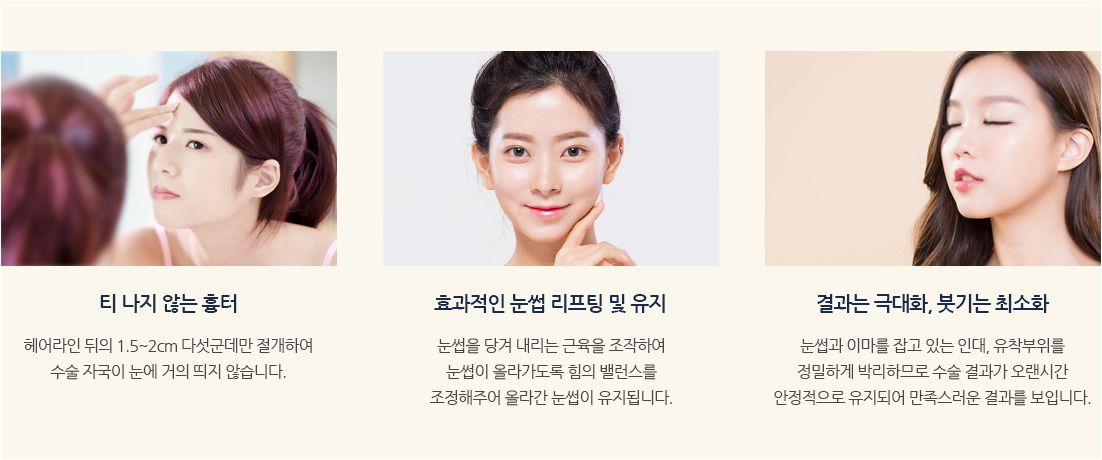 티 나지 않는 흉터
헤어라인 뒤의 1.5~2cm 다섯군데만 절개하여
수술 자국이 눈에 거의 띄지 않습니다.
효과적인 눈썹 리프팅 및 유지
눈썹을 당겨 내리는 근육을 조작하여
눈썹이 올라가도록 힘의 밸런스를
조정해주어 올라간 눈썹이 유지됩니다.
결과는 극대화, 붓기는 최소화
눈썹과 이마를 잡고 있는 인대, 유착부위를
정밀하게 박리하므로 수술 결과가 오랜시간
안정적으로 유지되어 만족스러운 결과를 보입니다.